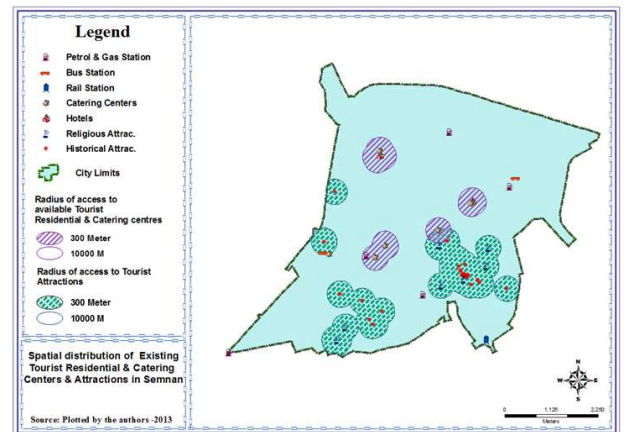 Legend
Petrol & Gas Station
Bus Station
Rail Station
Catering Centers
Hotels
Religious Attrac.
Historical Attrac.
City Limits
Radius of access to
available Tourist
Residential & Catering centres
300 Meter
10000 M
Radius of access to Tourist
Attractions
300 Meter
10000 M
Spatial distribution of Existing
Tourist Residential & Catering
Centers & Attractions in Semnan
Source: Plotted by the authors -2013
N
W E
S
0 1,125 2,250
Meters